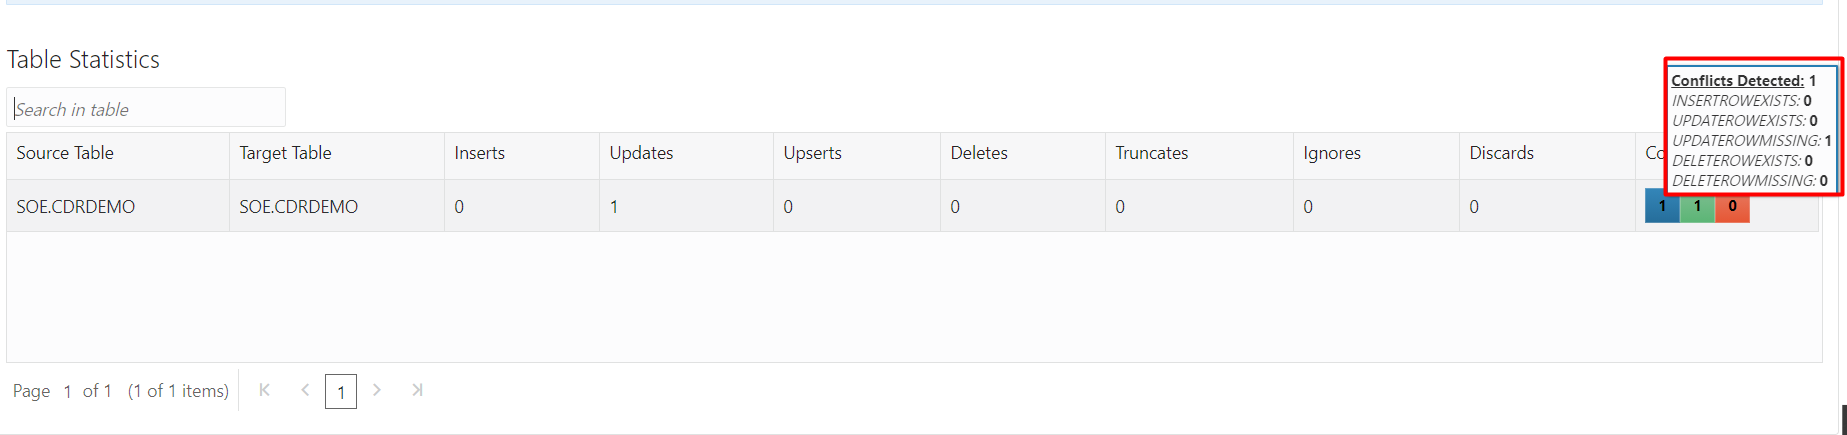 Table Statistics
Search in table
Conflicts Detected: 1
INSERTROWEXISTS: 0
UPDATEROWEXISTS: 0
UPDATEROWMISSING: 1
DELETEROWEXISTS: 0
DELETEROWMISSING: 0
Source Table Target Table Inserts Updates Upserts Deletes Truncates Ignores Discards Co
SOE.CDRDEMO SOE.CDRDEMO 0 1 0 0 0 0 0 1 1 0
Page 1 of 1 (1 of 1 items) 1